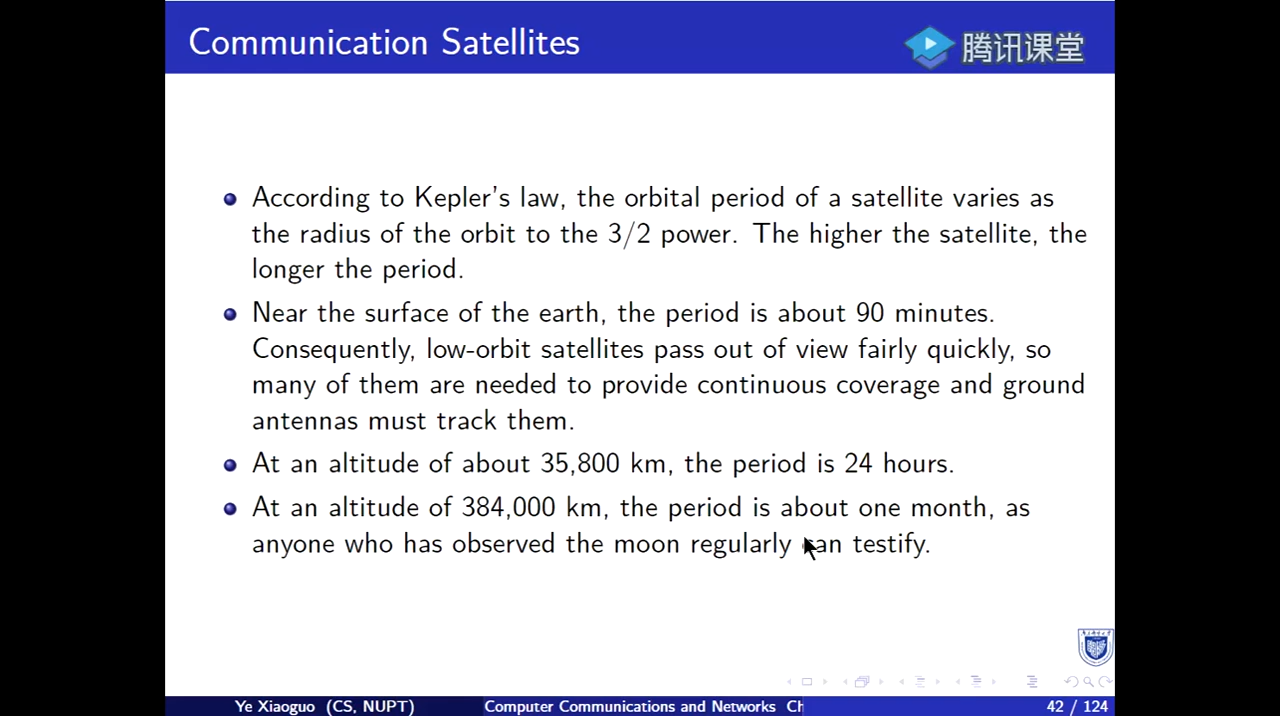 Communication Satellites
腾讯课堂
According to Kepler's law, the orbital period of a satellite varies as
the radius of the orbit to the 3/2 power. The higher the satellite, the
longer the period.
Near the surface of the earth, the period is about 90 minutes.
Consequently, low-orbit satellites pass out of view fairly quickly, so
many of them are needed to provide continuous coverage and ground
antennas must track them.
At an altitude of about 35,800 km, the period is 24 hours.
At an altitude of 384,000 km, the period is about one month, as
anyone who has observed the moon regularly can testify.
Ye Xiaoguo (CS, NUPT) Computer Communications and Networks Ch 42 / 124